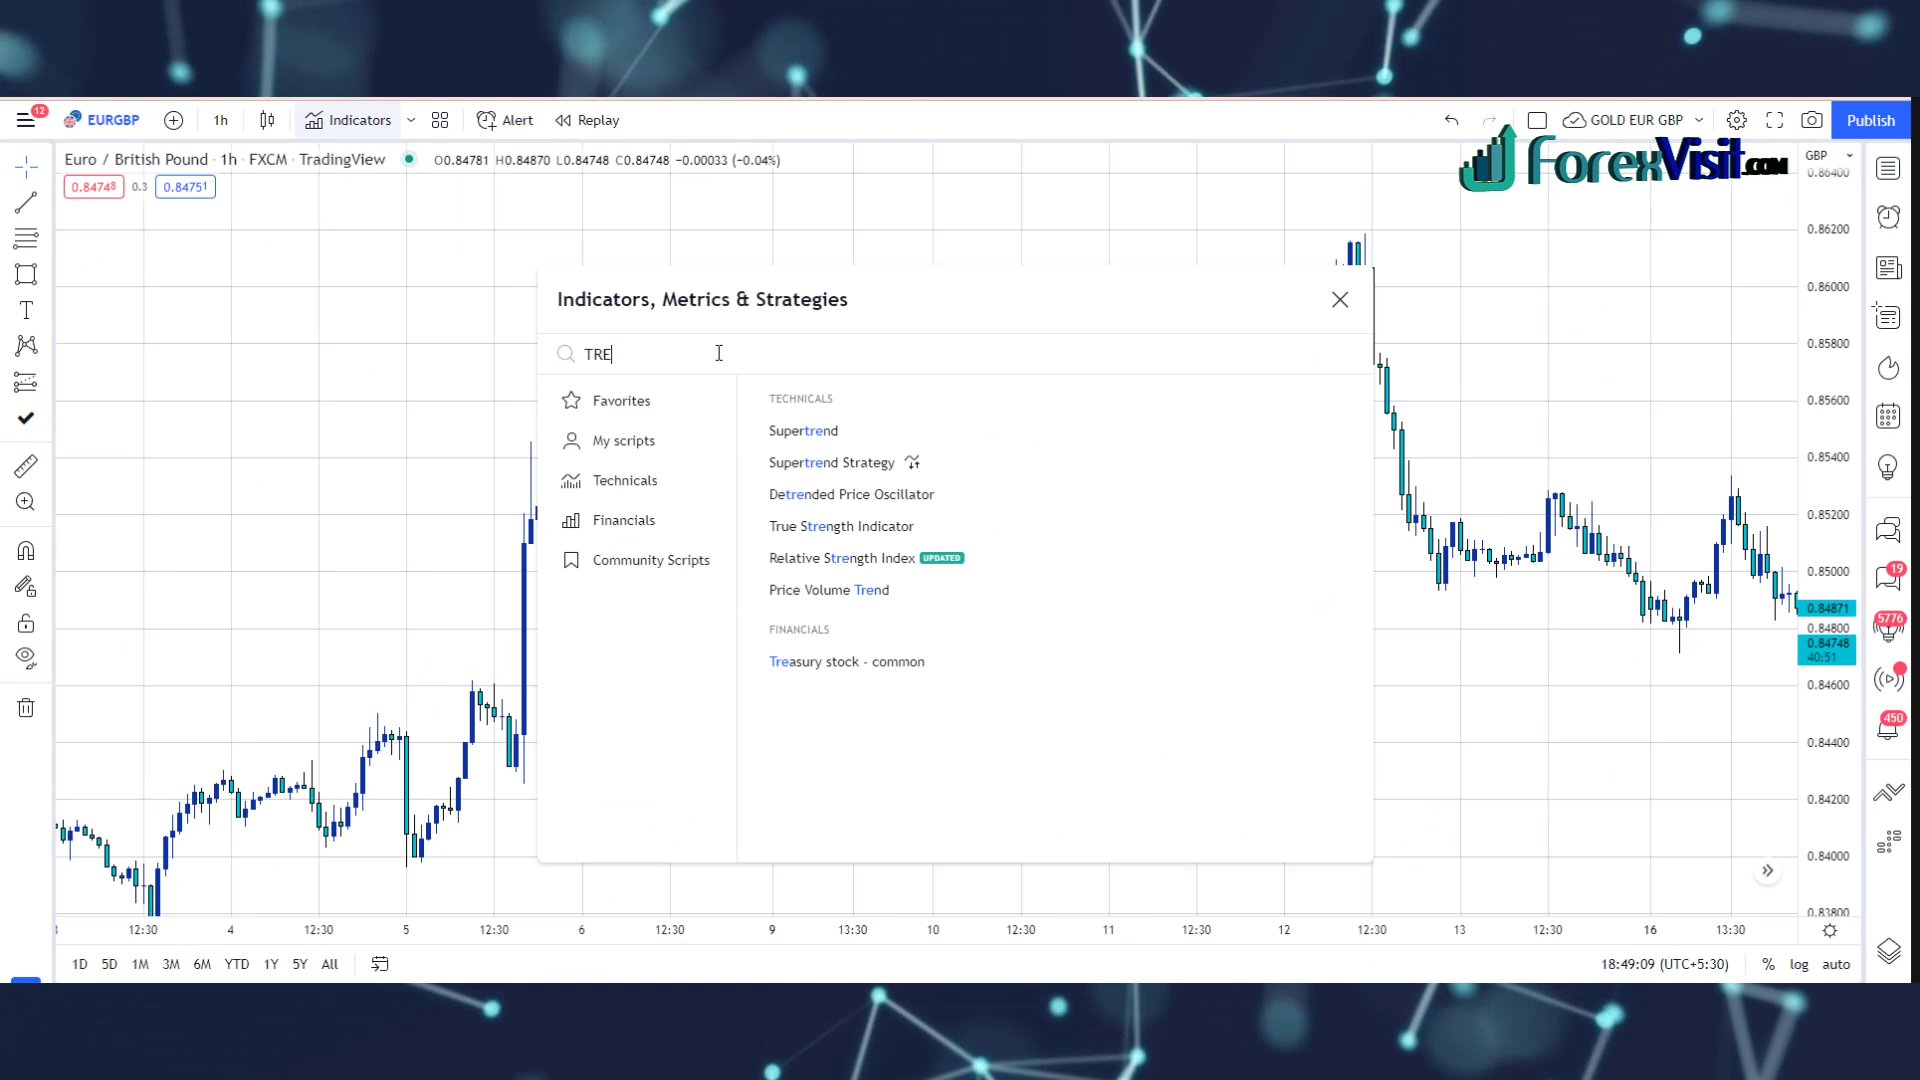 12
EURGBP
1h
Indicators
Alert
Replay
GOLD EUR GBP
Publish
Euro / British Pound · 1h · FXCM · TradingView
O0.84781 H0.84870 L0.84748 C0.84748 −0.00033 (−0.04%)
ForexVisit.COM
GBP
0.84748
0.3
0.84751
0.86400
0.86200
0.86000
0.85800
0.85600
0.85400
0.85200
0.85000
0.84871
0.84800
0.84748
40:51
0.84600
0.84400
0.84200
0.84000
0.83800
Indicators, Metrics & Strategies
TRE
Favorites
My scripts
Technicals
Financials
Community Scripts
TECHNICALS
Supertrend
Supertrend Strategy
Detrended Price Oscillator
True Strength Indicator
Relative Strength Index UPDATED
Price Volume Trend
FINANCIALS
Treasury stock - common
19
5776
450
12:30 4 12:30 5 12:30 6 12:30 9 13:30 10 12:30 11 12:30 12 12:30 13 12:30 16 13:30
1D 5D 1M 3M 6M YTD 1Y 5Y All
18:49:09 (UTC+5:30) % log auto